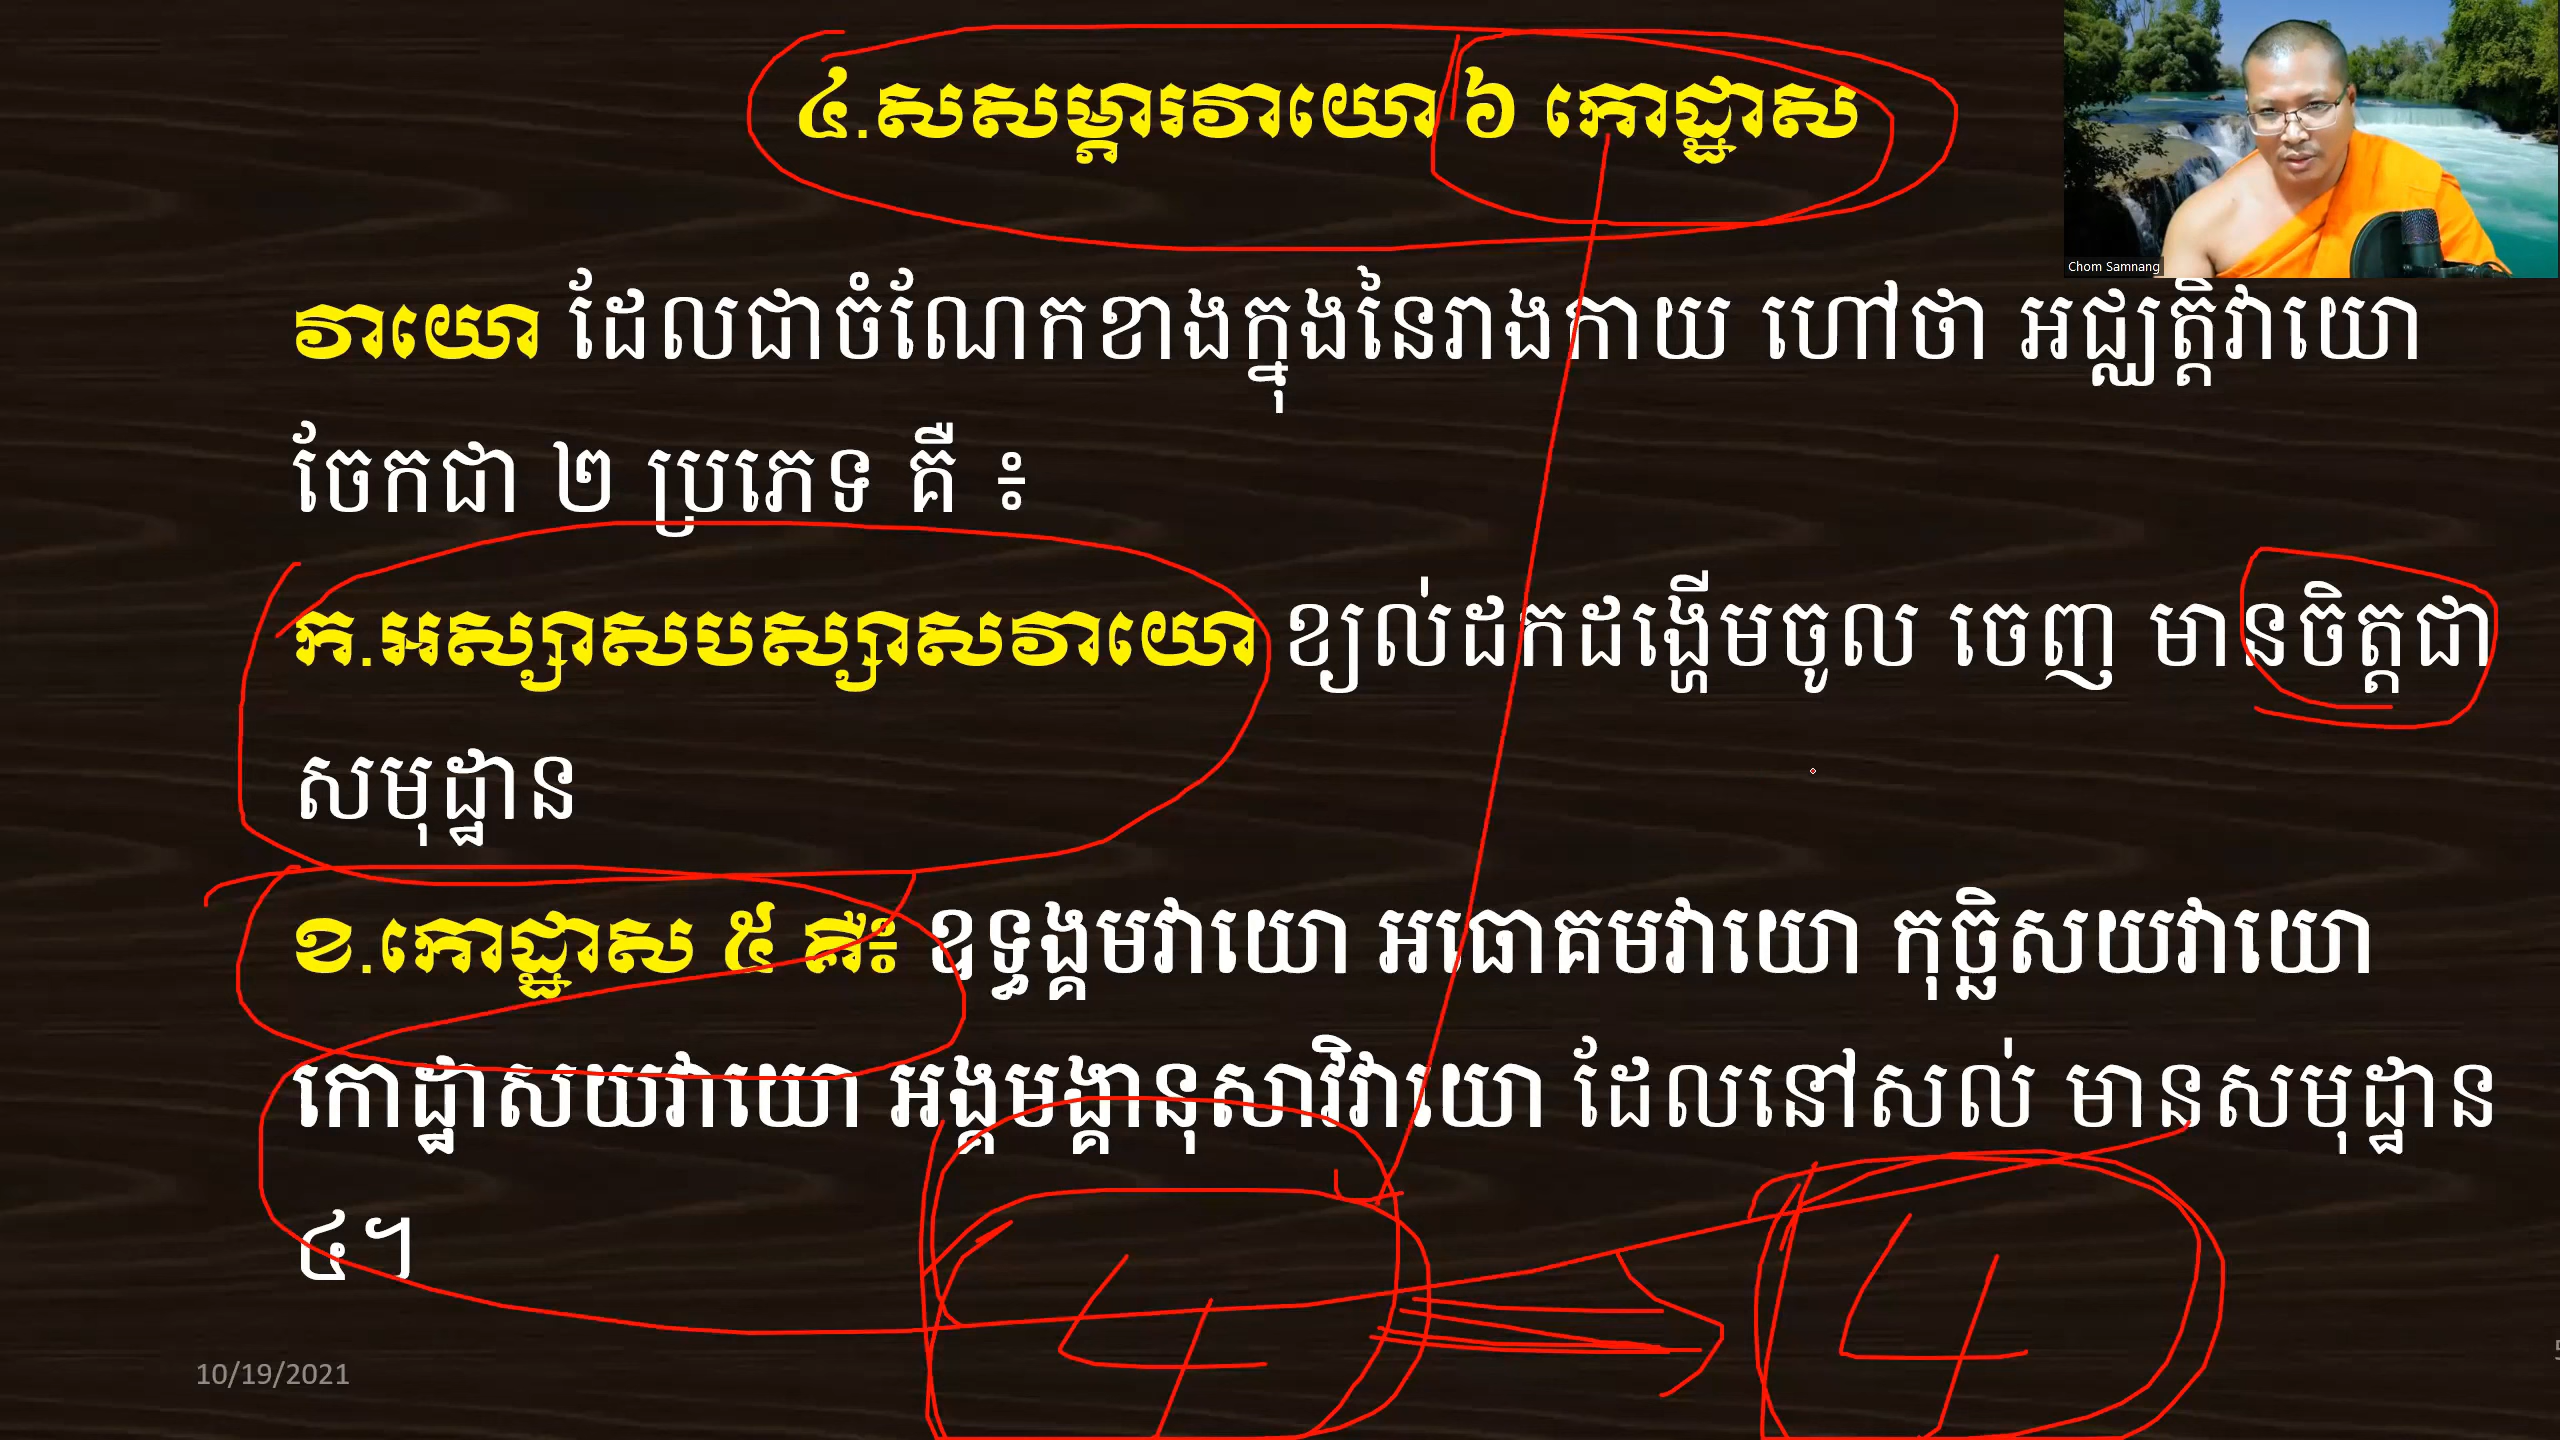 ៤.សសម្ភារវាយោ ៦ កោដ្ឋាស
Chom Samnang
វាយោ ដែលជាចំណែកខាងក្នុងនៃរាងកាយ ហៅថា អជ្ឈត្តិវាយោ
ចែកជា ២ ប្រភេទ គឺ ៖
ក.អស្សាសបស្សាសវាយោ ខ្យល់ដកដង្ហើមចូល ចេញ មានចិត្តជា
សមុដ្ឋាន
ខ.កោដ្ឋាស ៥ គឺ៖ ឧទ្ធង្គមវាយោ អធោគមវាយោ កុច្ឆិសយវាយោ
កោដ្ឋាសយវាយោ អង្គមង្គានុសារិវាយោ ដែលនៅសល់ មានសមុដ្ឋាន
៤។
4 4
10/19/2021